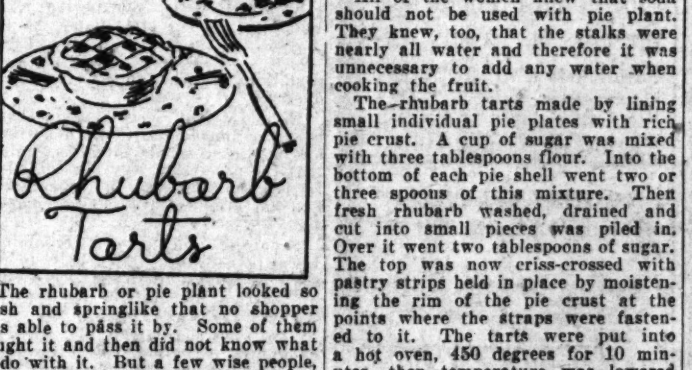 Rhubarb
Tarts
The rhubarb or pie plant looked so
sh and springlike that no shopper
s able to pass it by. Some of them
ught it and then did not know what
do with it. But a few wise people,
should not be used with pie plant.
They knew, too, that the stalks were
nearly all water and therefore it was
unnecessary to add any water when
cooking the fruit.
The rhubarb tarts made by lining
small individual pie plates with rich
pie crust. A cup of sugar was mixed
with three tablespoons flour. Into the
bottom of each pie shell went two or
three spoons of this mixture. Then
fresh rhubarb washed, drained and
cut into small pieces was piled in.
Over it went two tablespoons of sugar.
The top was now criss-crossed with
pastry strips held in place by moisten-
ing the rim of the pie crust at the
points where the straps were fasten-
ed to it. The tarts were put into
a hot oven, 450 degrees for 10 min-